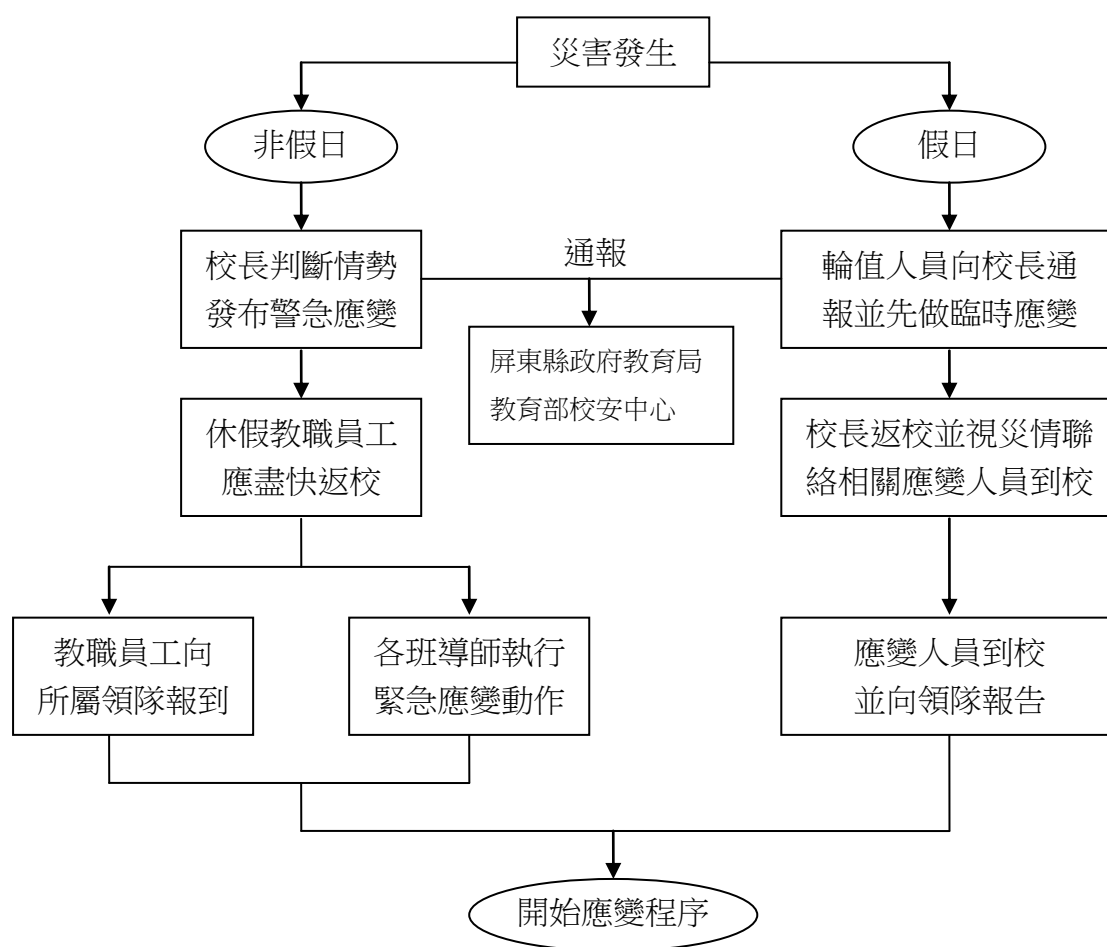 災害發生
非假日
假日
校長判斷情勢
發布警急應變
通報
輪值人員向校長通
報並先做臨時應變
屏東縣政府教育局
教育部校安中心
休假教職員工
應盡快返校
校長返校並視災情聯
絡相關應變人員到校
教職員工向
所屬領隊報到
各班導師執行
緊急應變動作
應變人員到校
並向領隊報告
開始應變程序